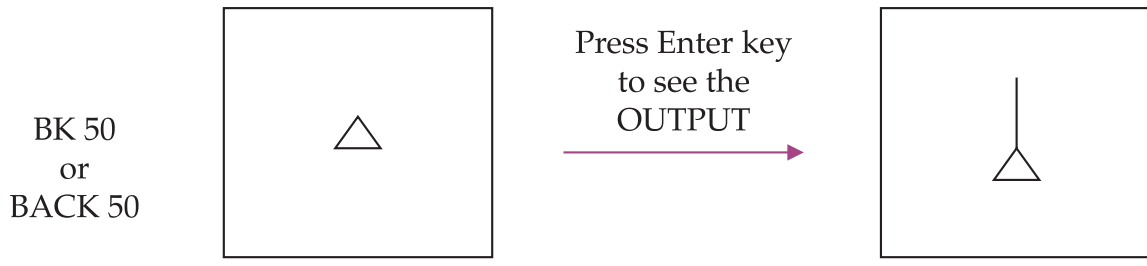 BK 50
or
BACK 50
Press Enter key
to see the
OUTPUT